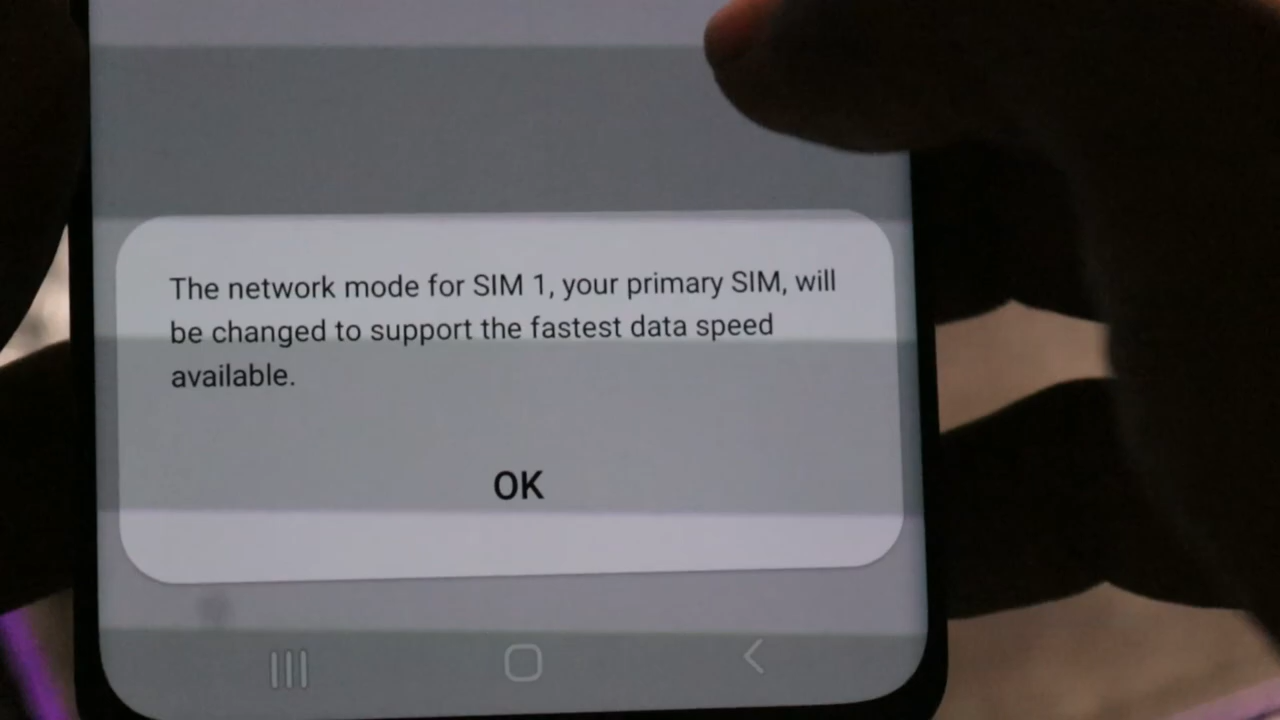 The network mode for SIM 1, your primary SIM, will
be changed to support the fastest data speed
available.
OK